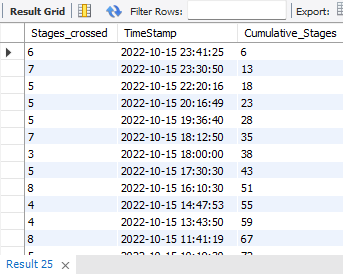 Result Grid Filter Rows: Export:
Stages_crossed TimeStamp Cumulative_Stages
6 2022-10-15 23:41:25 6
7 2022-10-15 23:30:50 13
5 2022-10-15 22:20:16 18
5 2022-10-15 20:16:49 23
5 2022-10-15 19:36:40 28
7 2022-10-15 18:12:50 35
3 2022-10-15 18:00:00 38
5 2022-10-15 17:30:30 43
8 2022-10-15 16:10:30 51
4 2022-10-15 14:47:53 55
4 2022-10-15 13:43:50 59
8 2022-10-15 11:41:19 67
Result 25